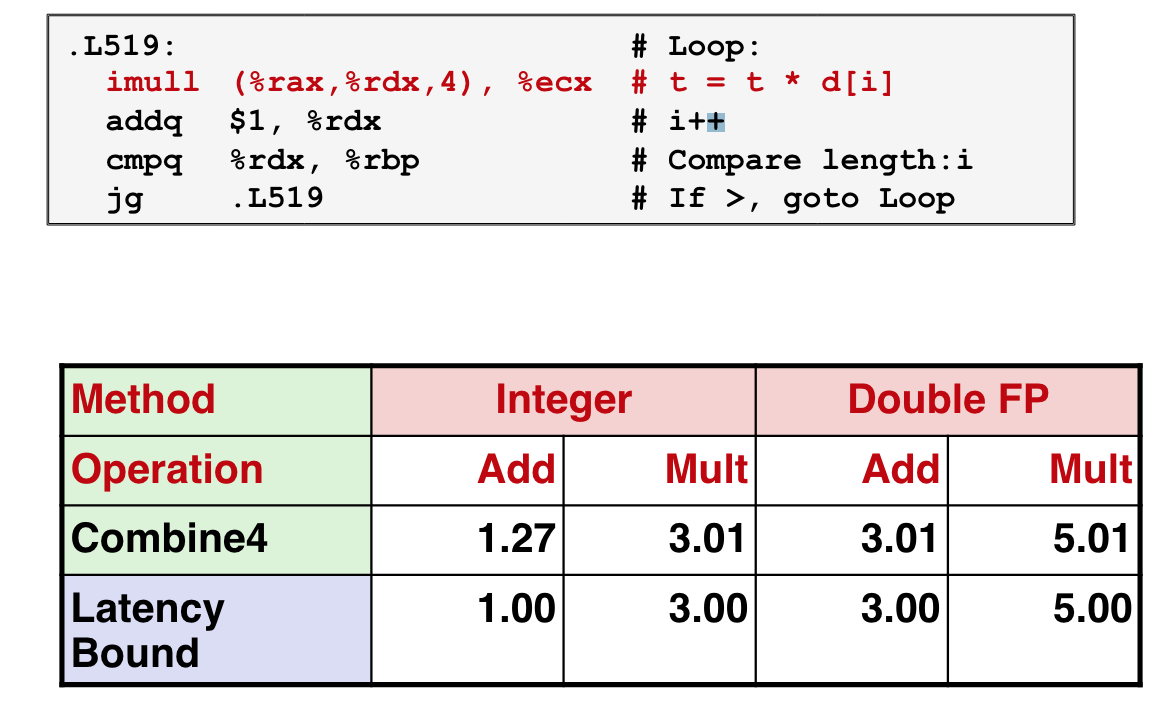 .L519: # Loop:
imull (%rax,%rdx,4), %ecx # t = t * d[i]
addq $1, %rdx # i++
cmpq %rdx, %rbp # Compare length:i
jg .L519 # If >, goto Loop
Method Integer Double FP
Operation Add Mult Add Mult
Combine4 1.27 3.01 3.01 5.01
Latency 1.00 3.00 3.00 5.00
Bound